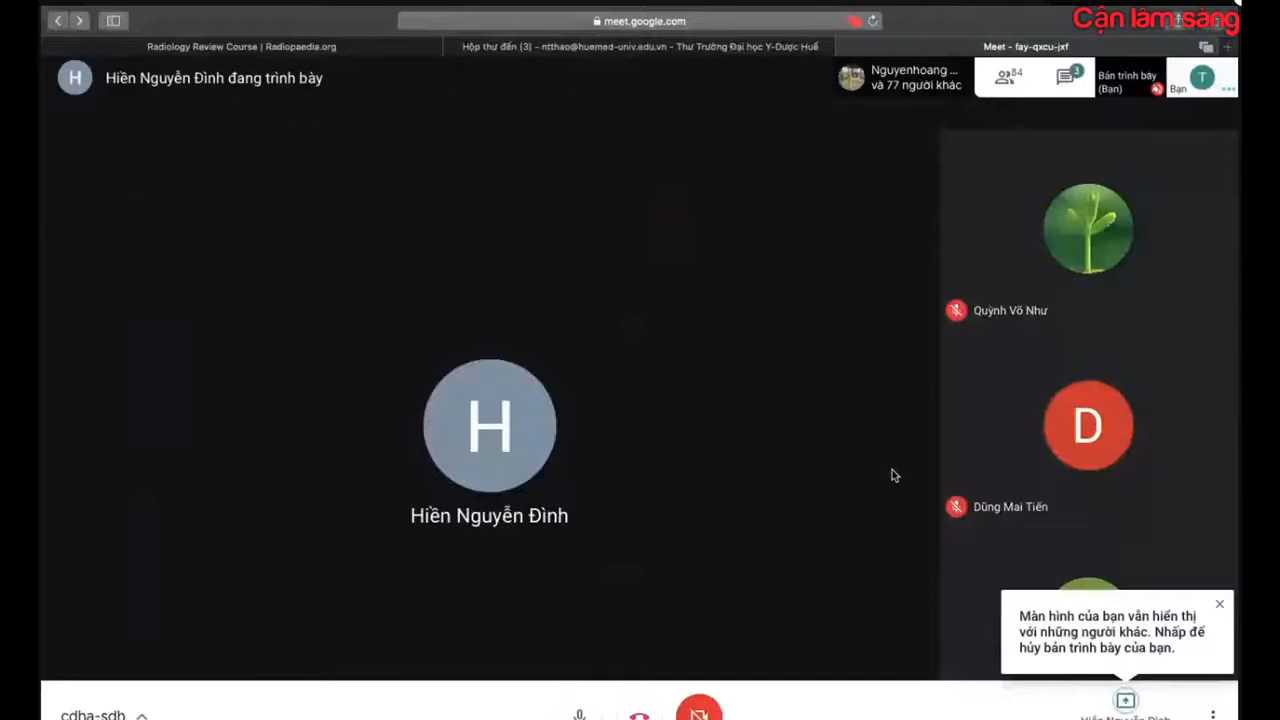 meet.google.com
Cận lâm sàng
Radiology Review Course | Radiopaedia.org
Hộp thư đến (3) - ntthao@huemed-univ.edu.vn - Thư Trường Đại học Y-Dược Huế
Meet - fay-qxcu-jxf
H
Hiền Nguyễn Đình đang trình bày
Nguyenhoang ...
và 77 người khác
84
3
Bản trình bày
(Bạn)
Bạn
T
Quỳnh Võ Như
H
Hiền Nguyễn Đình
D
Dũng Mai Tiến
Màn hình của bạn vẫn hiển thị
với những người khác. Nhấp để
hủy bản trình bày của bạn.
cdha-sdh
Hiền Nguyễn Đình